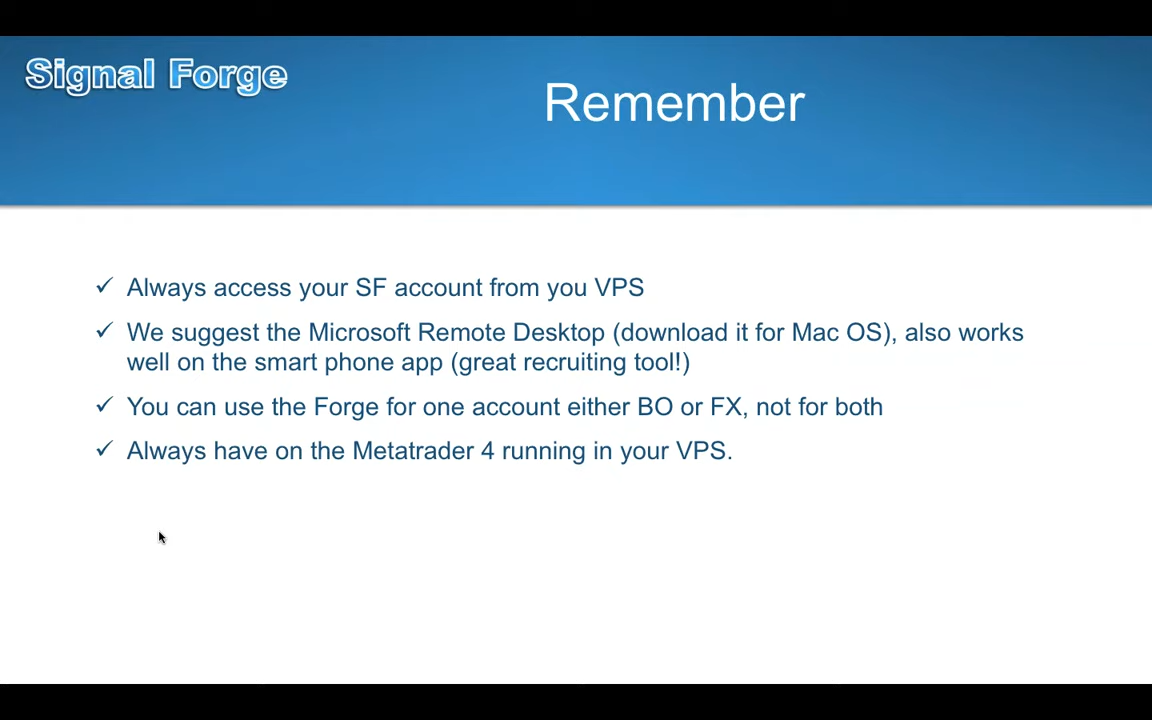 Signal Forge
Remember
✓ Always access your SF account from you VPS
✓ We suggest the Microsoft Remote Desktop (download it for Mac OS), also works
well on the smart phone app (great recruiting tool!)
✓ You can use the Forge for one account either BO or FX, not for both
✓ Always have on the Metatrader 4 running in your VPS.